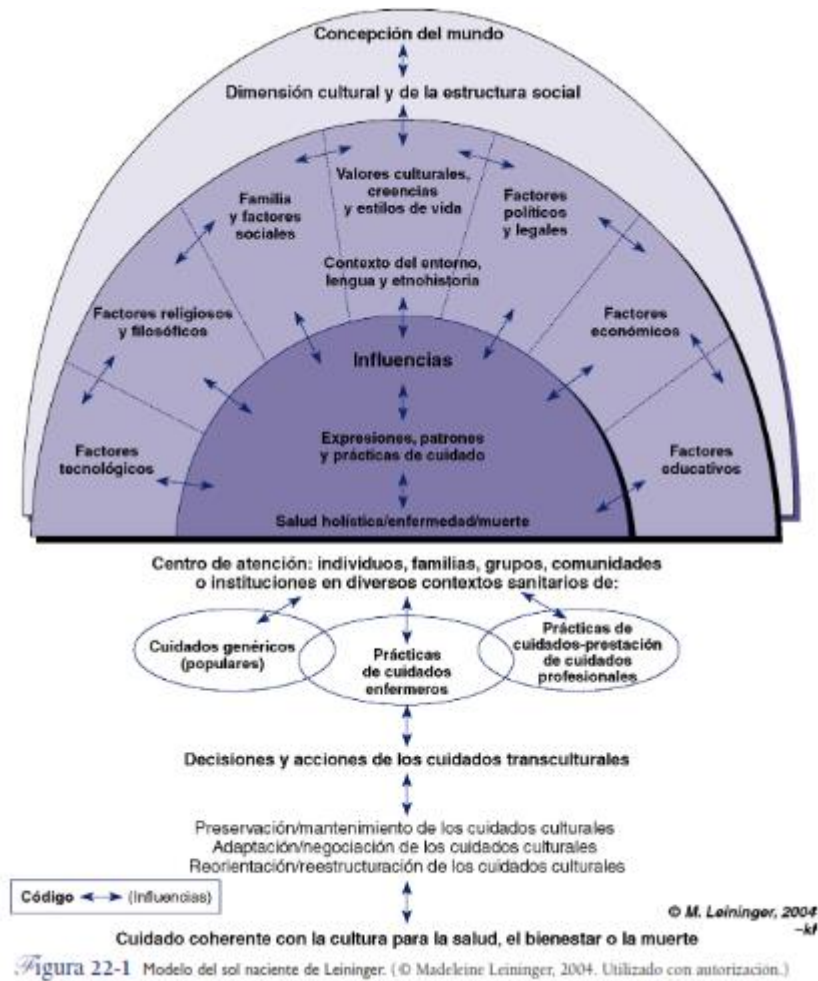 Concepción del mundo
Dimensión cultural y de la estructura social
Valores culturales,
creencias
y estilos de vida
Familia
y factores
sociales
Factores
políticos
y legales
Contexto del entorno,
lengua y etnohistoria
Factores religiosos
y filosóficos
Factores
económicos
Influencias
Factores
tecnológicos
Expresiones, patrones
y prácticas de cuidado
Factores
educativos
Salud holística/enfermedad/muerte
Centro de atención: individuos, familias, grupos, comunidades
o instituciones en diversos contextos sanitarios de:
Cuidados genéricos
(populares)
Prácticas
de cuidados
enfermeros
Prácticas de
cuidados-prestación
de cuidados
profesionales
Decisiones y acciones de los cuidados transculturales
Preservación/mantenimiento de los cuidados culturales
Adaptación/negociación de los cuidados culturales
Reorientación/reestructuración de los cuidados culturales
Código (Influencias)
© M. Leininger, 2004
–kf
Cuidado coherente con la cultura para la salud, el bienestar o la muerte
Figura 22-1 Modelo del sol naciente de Leininger. (© Madeleine Leininger, 2004. Utilizado con autorización.)